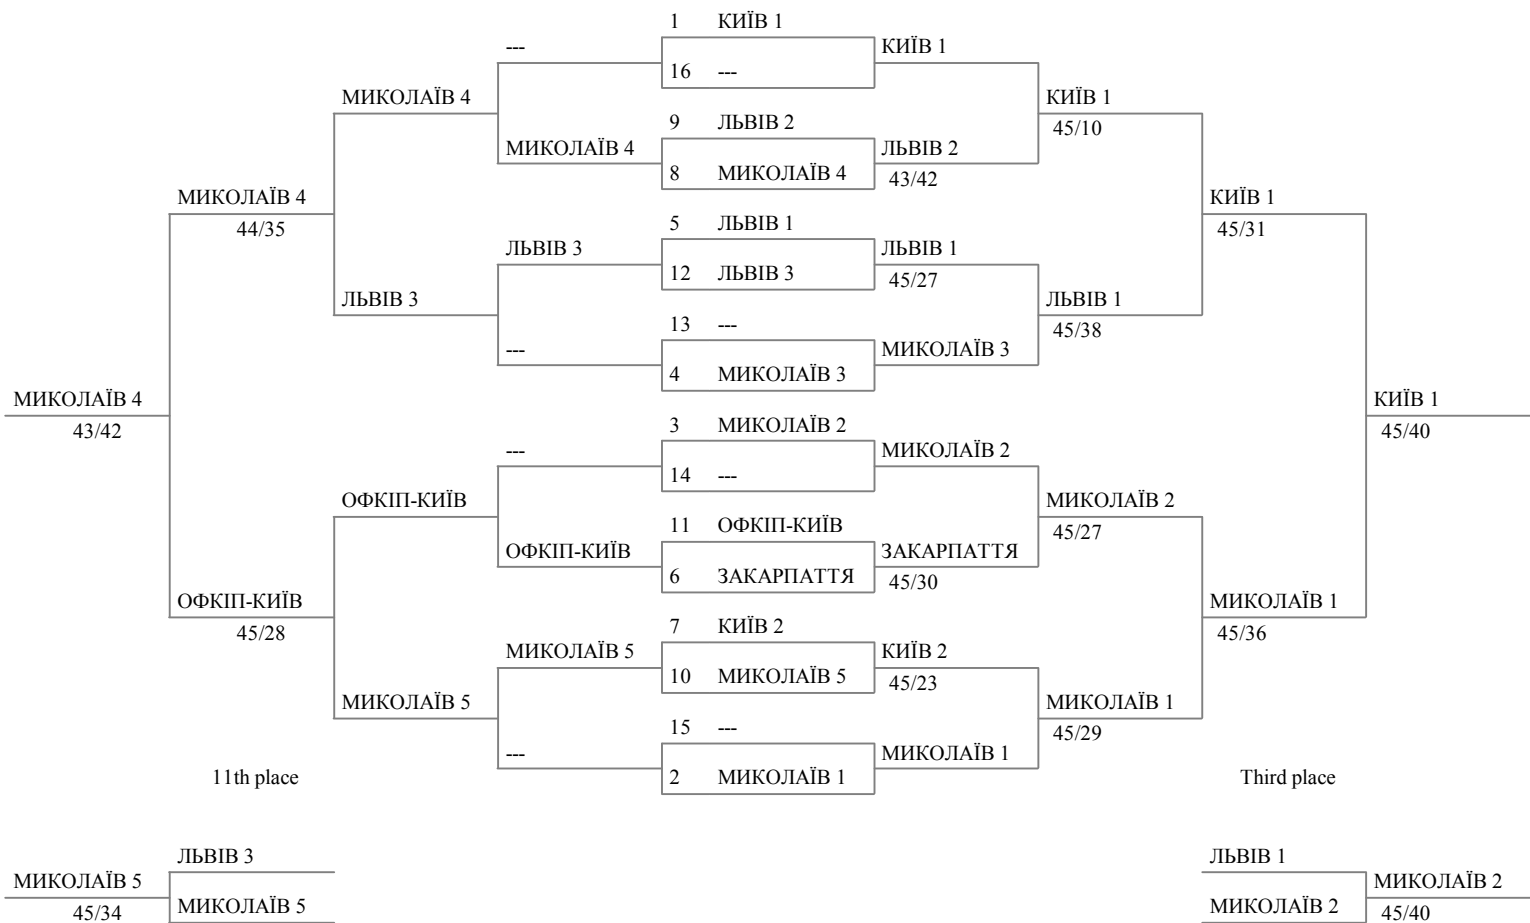 1 КИЇВ 1
--- КИЇВ 1
16 ---
МИКОЛАЇВ 4 КИЇВ 1
9 ЛЬВІВ 2 45/10
МИКОЛАЇВ 4 ЛЬВІВ 2
8 МИКОЛАЇВ 4 43/42
МИКОЛАЇВ 4 КИЇВ 1
44/35 5 ЛЬВІВ 1 45/31
ЛЬВІВ 3 ЛЬВІВ 1
12 ЛЬВІВ 3 45/27
ЛЬВІВ 3 ЛЬВІВ 1
13 --- 45/38
--- МИКОЛАЇВ 3
4 МИКОЛАЇВ 3
МИКОЛАЇВ 4 КИЇВ 1
43/42 3 МИКОЛАЇВ 2 45/40
--- МИКОЛАЇВ 2
14 ---
ОФКІП-КИЇВ МИКОЛАЇВ 2
11 ОФКІП-КИЇВ 45/27
ОФКІП-КИЇВ ЗАКАРПАТТЯ
6 ЗАКАРПАТТЯ 45/30
ОФКІП-КИЇВ МИКОЛАЇВ 1
45/28 7 КИЇВ 2 45/36
МИКОЛАЇВ 5 КИЇВ 2
10 МИКОЛАЇВ 5 45/23
МИКОЛАЇВ 5 МИКОЛАЇВ 1
15 --- 45/29
--- МИКОЛАЇВ 1
11th place 2 МИКОЛАЇВ 1 Third place
ЛЬВІВ 3 ЛЬВІВ 1
МИКОЛАЇВ 5 МИКОЛАЇВ 2
45/34 МИКОЛАЇВ 5 МИКОЛАЇВ 2 45/40